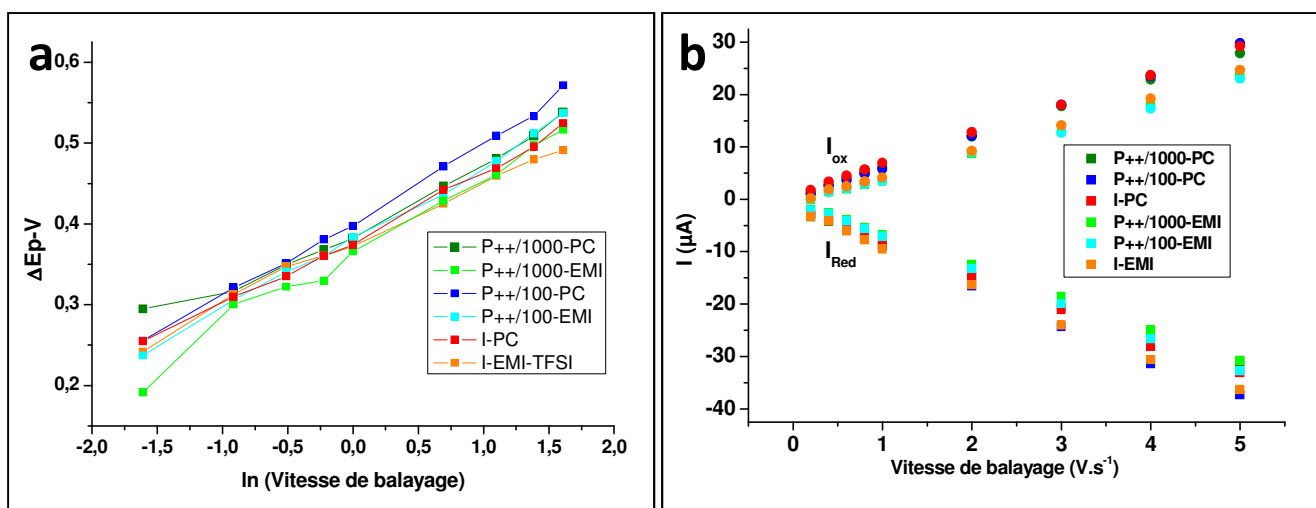 a
0,6
0,5
0,4
0,3
0,2
ΔEp-V
P++/1000-PC
P++/1000-EMI
P++/100-PC
P++/100-EMI
I-PC
I-EMI-TFSI
-2,0 -1,5 -1,0 -0,5 0,0 0,5 1,0 1,5 2,0
ln (Vitesse de balayage)
b
30
20
10
0
-10
-20
-30
-40
I (µA)
Iox
IRed
P++/1000-PC
P++/100-PC
I-PC
P++/1000-EMI
P++/100-EMI
I-EMI
0 1 2 3 4 5
Vitesse de balayage (V.s⁻¹)